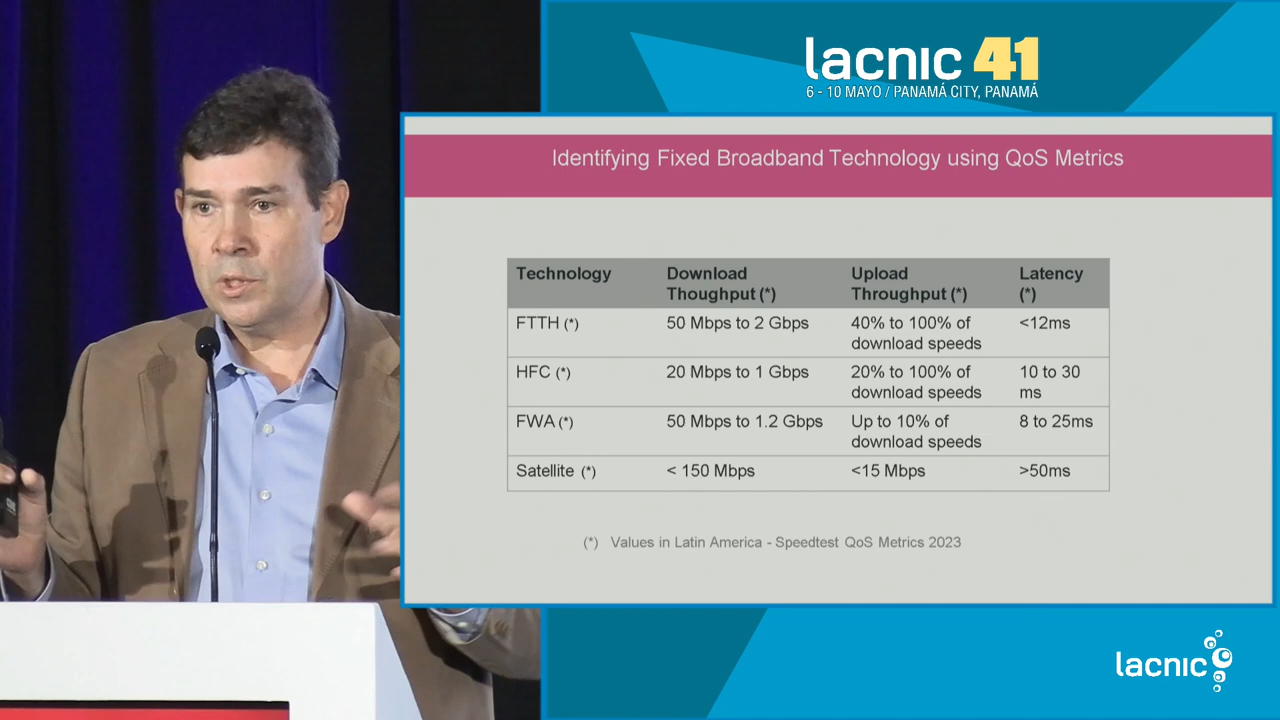 lacnic 41
6 - 10 MAYO / PANAMÁ CITY, PANAMÁ
Identifying Fixed Broadband Technology using QoS Metrics
Technology
Download
Thoughput (*)
Upload
Throughput (*)
Latency
(*)
FTTH (*)
50 Mbps to 2 Gbps
40% to 100% of
download speeds
<12ms
HFC (*)
20 Mbps to 1 Gbps
20% to 100% of
download speeds
10 to 30
ms
FWA (*)
50 Mbps to 1.2 Gbps
Up to 10% of
download speeds
8 to 25ms
Satellite (*)
< 150 Mbps
<15 Mbps
>50ms
(*) Values in Latin America - Speedtest QoS Metrics 2023
lacnic